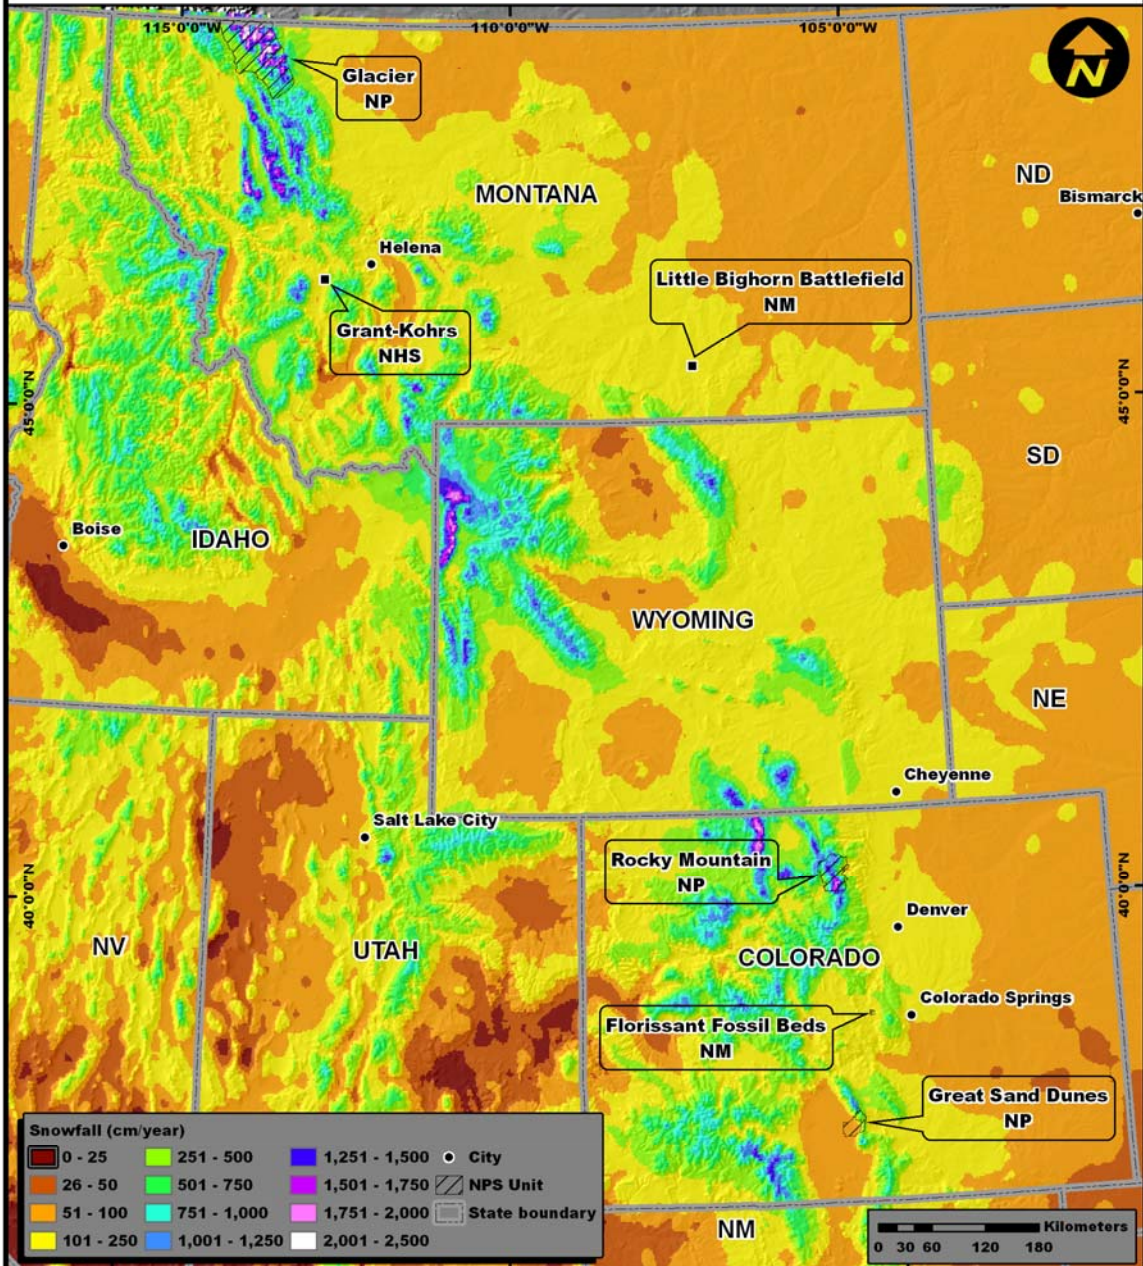 115°0'0"W
110°0'0"W
105°0'0"W
N
Glacier
NP
MONTANA
ND
Bismarck
Helena
Little Bighorn Battlefield
NM
Grant-Kohrs
NHS
45°0'0"N
45°0'0"N
SD
Boise
IDAHO
WYOMING
NE
Cheyenne
Salt Lake City
Rocky Mountain
NP
40°0'0"N
40°0'0"N
Denver
NV
UTAH
COLORADO
Colorado Springs
Florissant Fossil Beds
NM
Great Sand Dunes
NP
Snowfall (cm/year)
0 - 25
26 - 50
51 - 100
101 - 250
251 - 500
501 - 750
751 - 1,000
1,001 - 1,250
1,251 - 1,500
1,501 - 1,750
1,751 - 2,000
2,001 - 2,500
City
NPS Unit
State boundary
NM
Kilometers
0 30 60 120 180